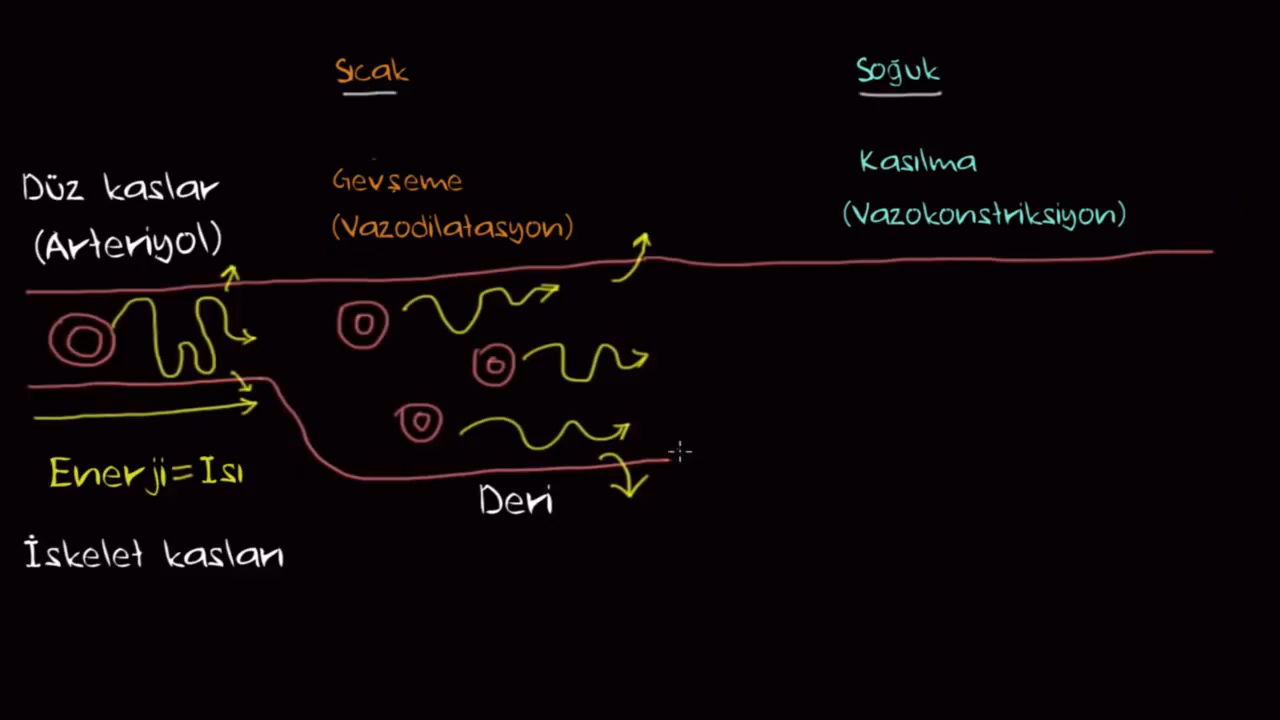 Sıcak
Soğuk
Düz kaslar
(Arteriyol)
Gevşeme
(Vazodilatasyon)
Kasılma
(Vazokonstriksiyon)
Enerji=Isı
Deri
İskelet kasları